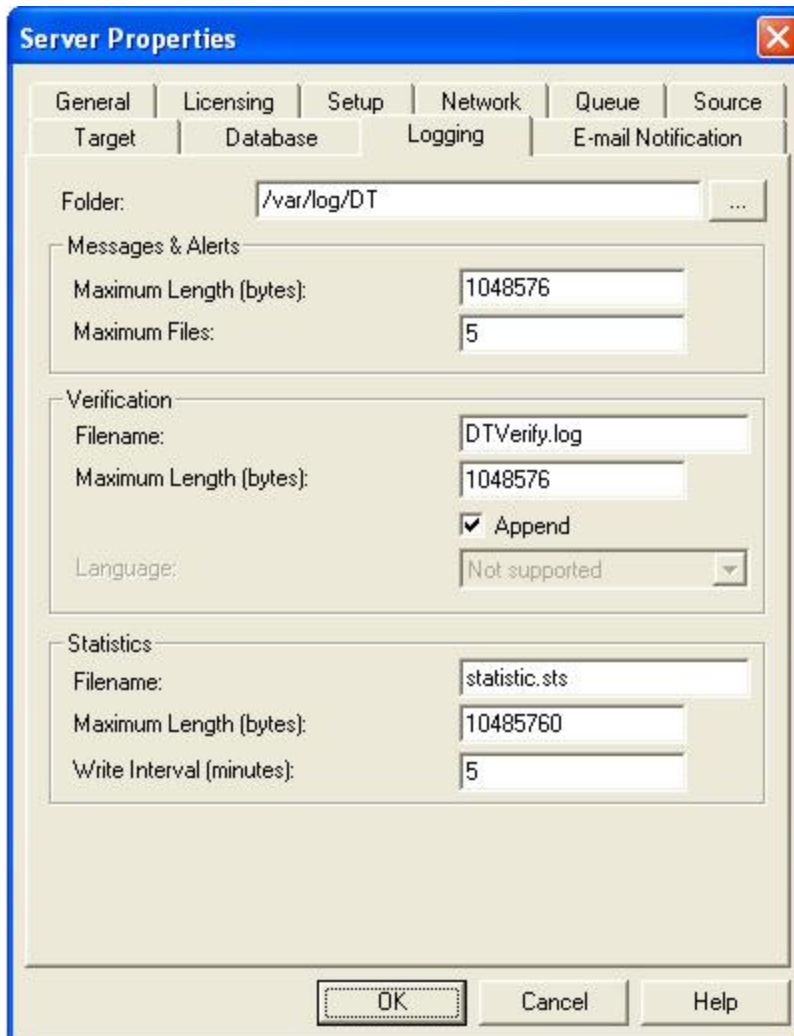 Server Properties
General Licensing Setup Network Queue Source
Target Database Logging E-mail Notification
Folder: /var/log/DT ...
Messages & Alerts
Maximum Length (bytes): 1048576
Maximum Files: 5
Verification
Filename: DTVerify.log
Maximum Length (bytes): 1048576
Append
Language: Not supported
Statistics
Filename: statistic.sts
Maximum Length (bytes): 10485760
Write Interval (minutes): 5
OK Cancel Help